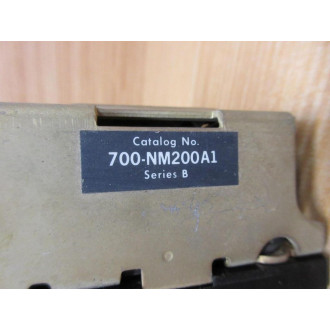 Catalog No.
700-NM200A1
Series B